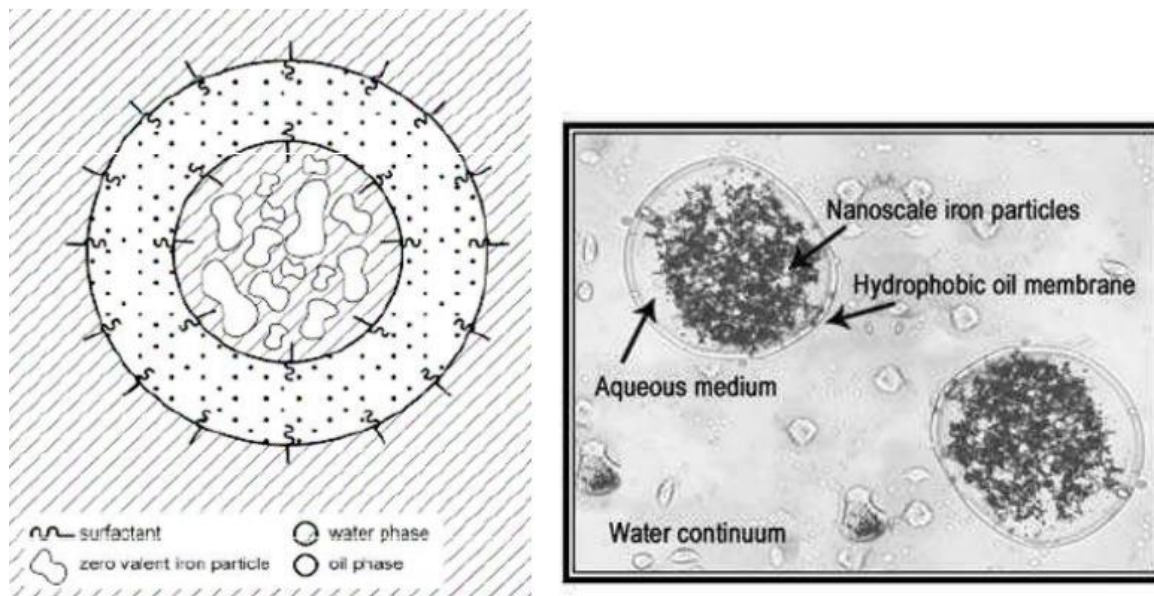 surfactant
water phase
zero valent iron particle
oil phase
Nanoscale iron particles
Hydrophobic oil membrane
Aqueous medium
Water continuum